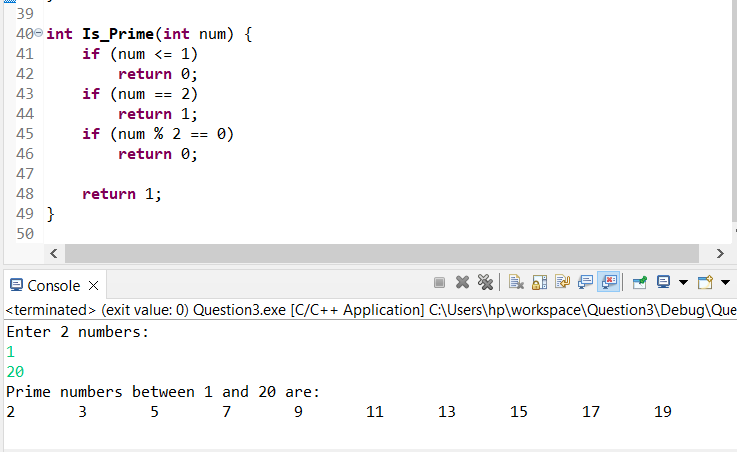 39
40 int Is_Prime(int num) {
41 if (num <= 1)
42 return 0;
43 if (num == 2)
44 return 1;
45 if (num % 2 == 0)
46 return 0;
47
48 return 1;
49 }
50
Console
<terminated> (exit value: 0) Question3.exe [C/C++ Application] C:\Users\hp\workspace\Question3\Debug\Que
Enter 2 numbers:
1
20
Prime numbers between 1 and 20 are:
2 3 5 7 9 11 13 15 17 19